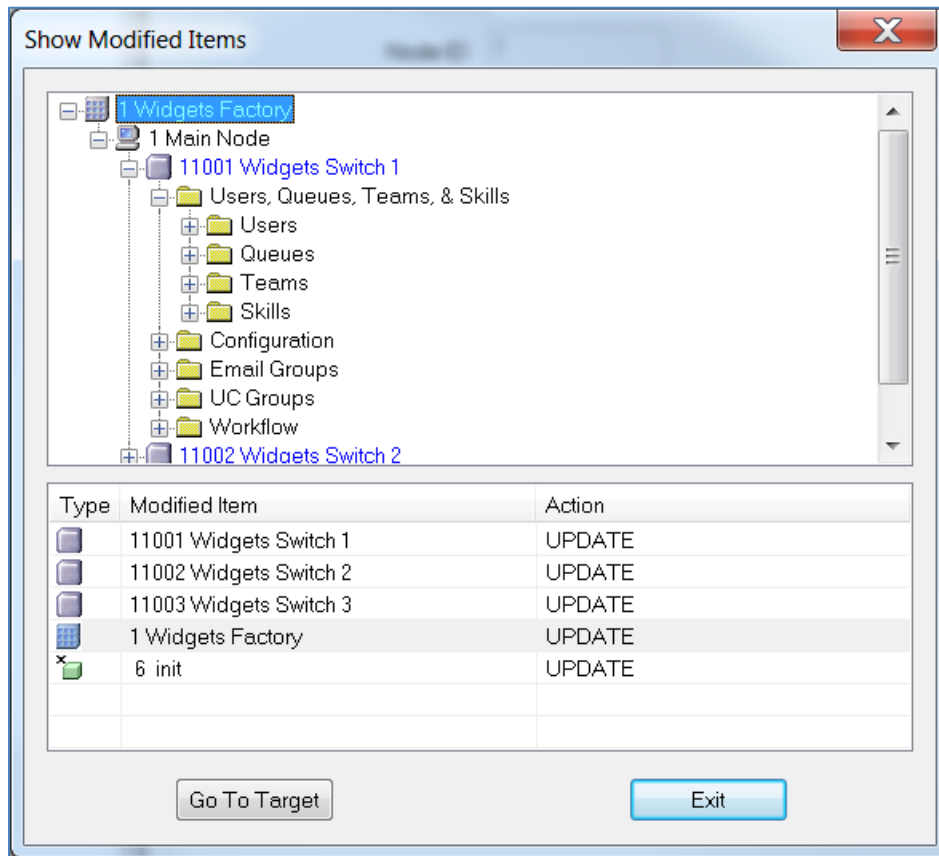 Show Modified Items
Node ID
1 Widgets Factory
1 Main Node
11001 Widgets Switch 1
Users, Queues, Teams, & Skills
Users
Queues
Teams
Skills
Configuration
Email Groups
UC Groups
Workflow
11002 Widgets Switch 2
Type Modified Item Action
11001 Widgets Switch 1 UPDATE
11002 Widgets Switch 2 UPDATE
11003 Widgets Switch 3 UPDATE
1 Widgets Factory UPDATE
6 init UPDATE
Go To Target Exit